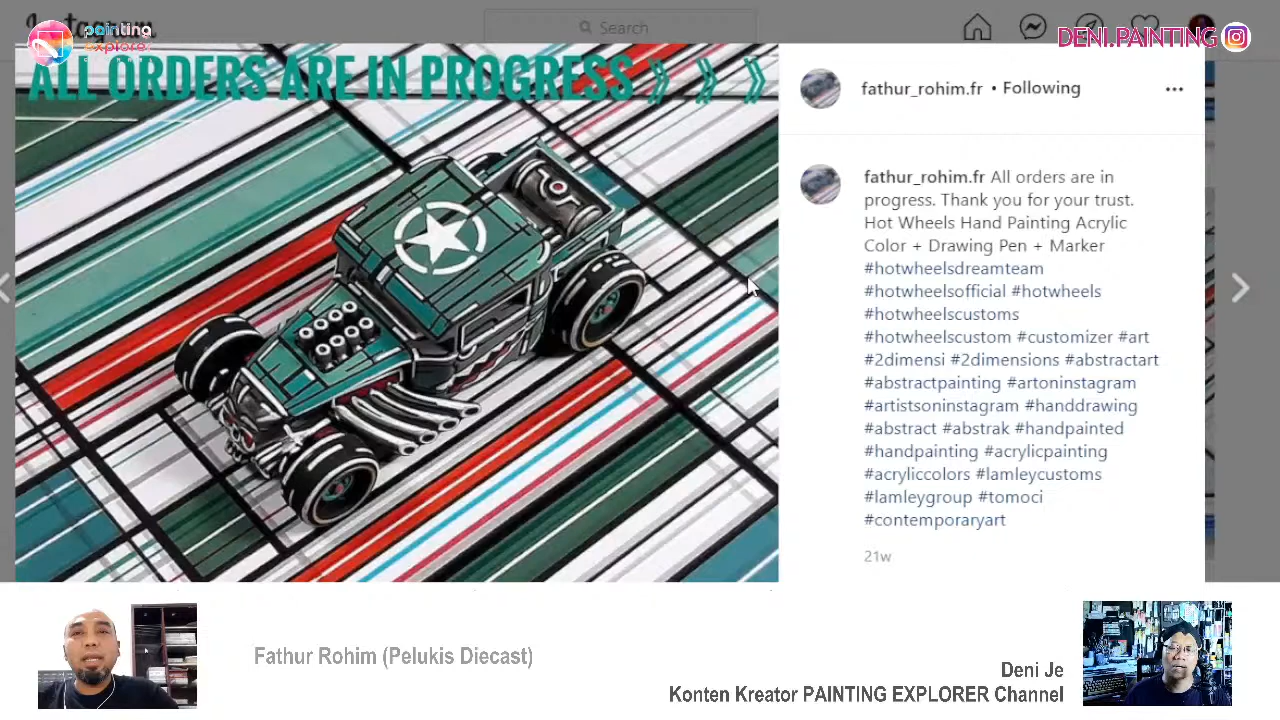 Instagram
painting
explorer
Search
DENI.PAINTING
ALL ORDERS ARE IN PROGRESS
fathur_rohim.fr • Following
fathur_rohim.fr All orders are in
progress. Thank you for your trust.
Hot Wheels Hand Painting Acrylic
Color + Drawing Pen + Marker
#hotwheelsdreamteam
#hotwheelsofficial #hotwheels
#hotwheelscustoms
#hotwheelscustom #customizer #art
#2dimensi #2dimensions #abstractart
#abstractpainting #artoninstagram
#artistsoninstagram #handdrawing
#abstract #abstrak #handpainted
#handpainting #acrylicpainting
#acryliccolors #lamleycustoms
#lamleygroup #tomoci
#contemporaryart
21w
Fathur Rohim (Pelukis Diecast)
Deni Je
Konten Kreator PAINTING EXPLORER Channel